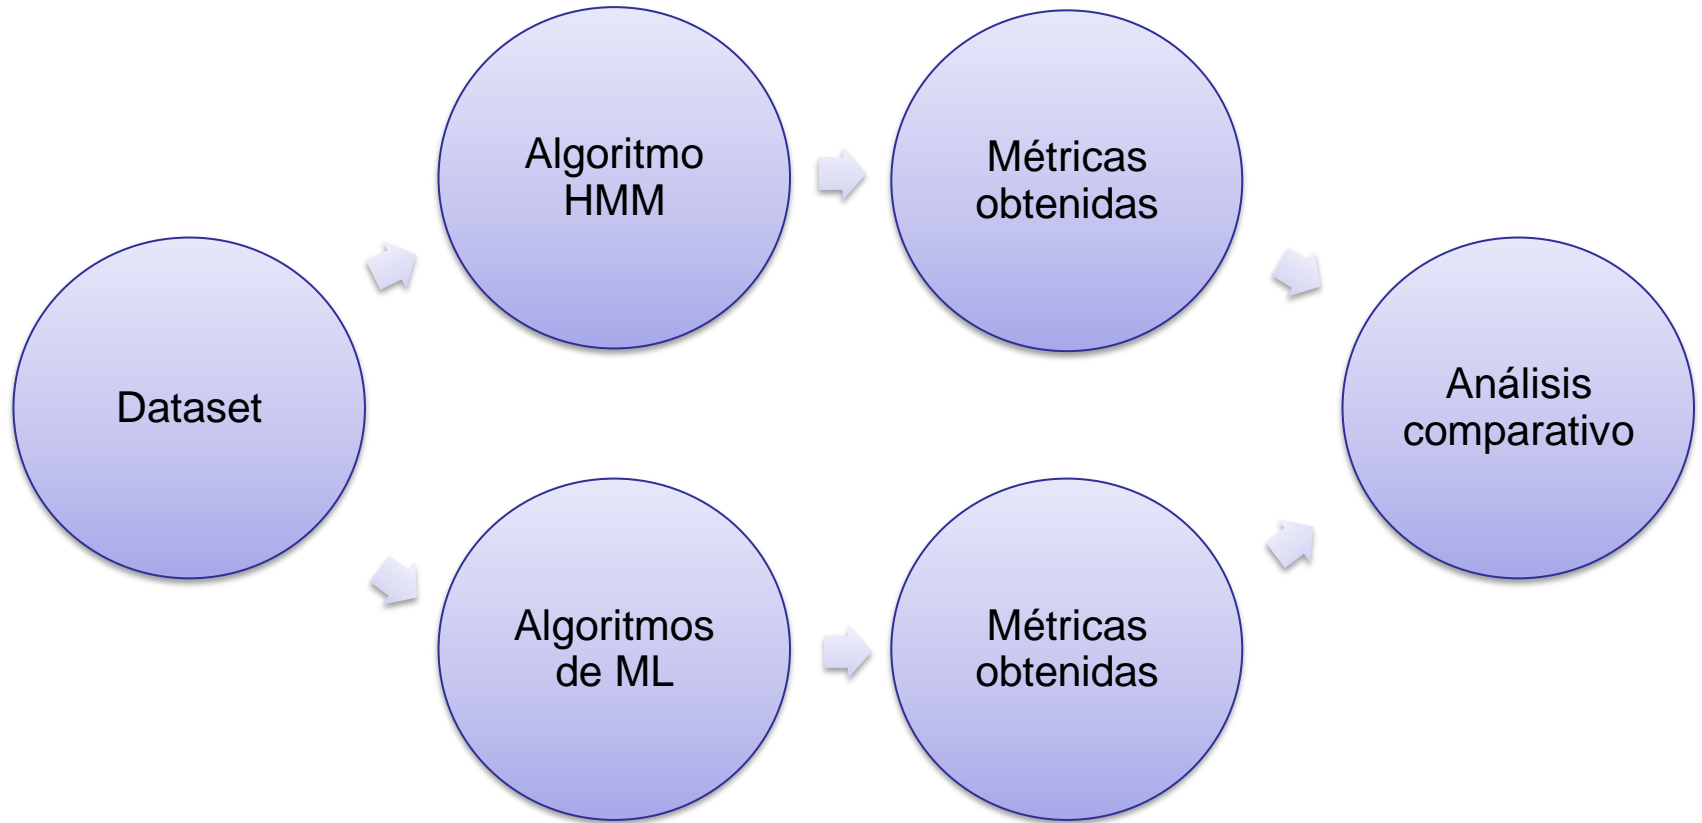 Algoritmo
HMM
Métricas
obtenidas
Dataset
Análisis
comparativo
Algoritmos
de ML
Métricas
obtenidas